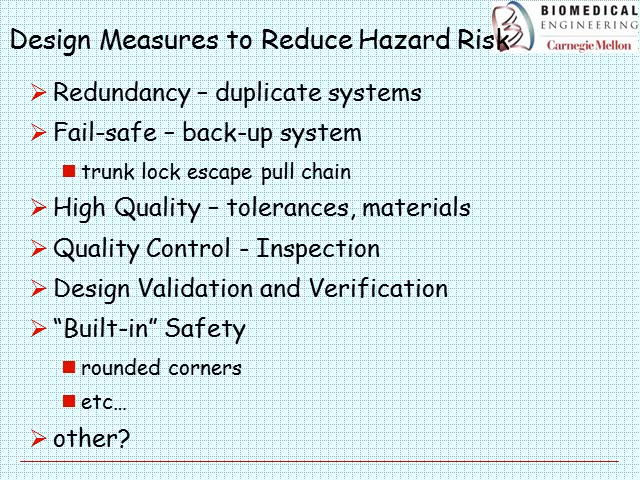 BIOMEDICAL
ENGINEERING
Carnegie Mellon
Design Measures to Reduce Hazard Risk
Redundancy – duplicate systems
Fail-safe – back-up system
trunk lock escape pull chain
High Quality – tolerances, materials
Quality Control - Inspection
Design Validation and Verification
“Built-in” Safety
rounded corners
etc…
other?